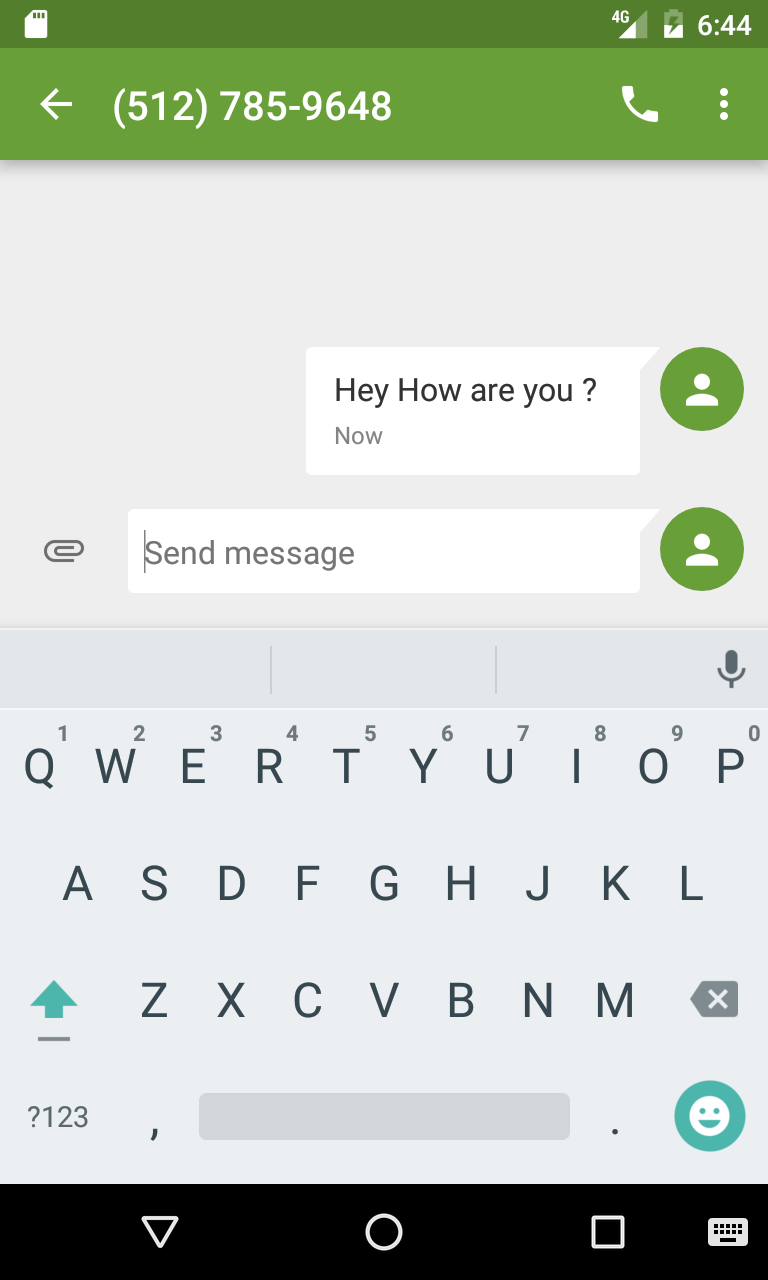 4G 6:44
(512) 785-9648
Hey How are you ?
Now
Send message
1 2 3 4 5 6 7 8 9 0
Q W E R T Y U I O P
A S D F G H J K L
Z X C V B N M
?123 , .